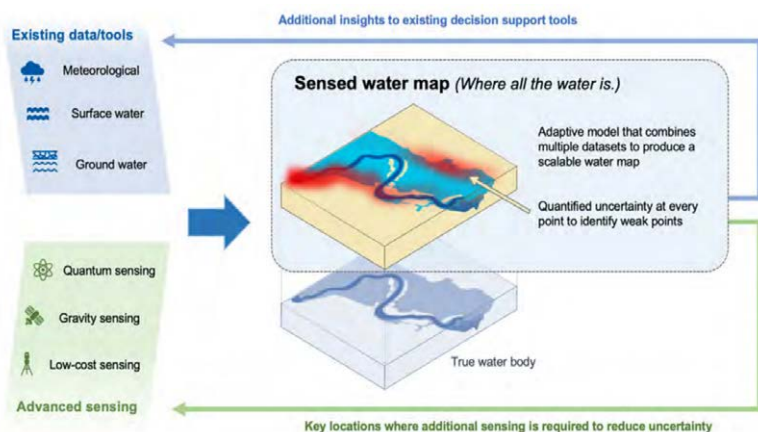 Additional insights to existing decision support tools
Existing data/tools
Meteorological
Surface water
Ground water
Sensed water map (Where all the water is.)
Adaptive model that combines
multiple datasets to produce a
scalable water map
Quantified uncertainty at every
point to identify weak points
Quantum sensing
Gravity sensing
Low-cost sensing
Advanced sensing
True water body
Key locations where additional sensing is required to reduce uncertainty